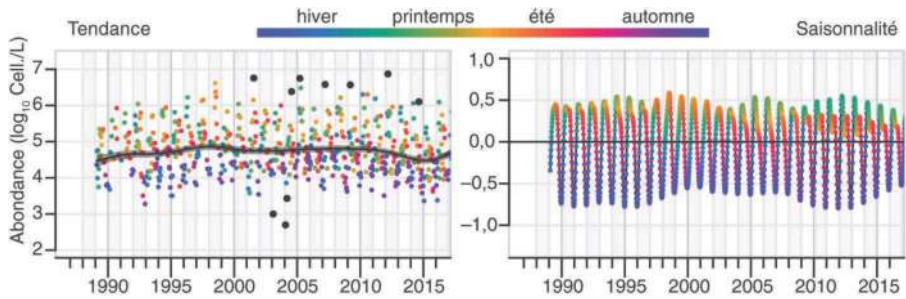 hiver printemps été automne
Tendance Saisonnalité
Abondance (log₁₀ Cell./L)
7
6
5
4
3
2
1990 1995 2000 2005 2010 2015
1,0
0,5
0,0
−0,5
−1,0
1990 1995 2000 2005 2010 2015